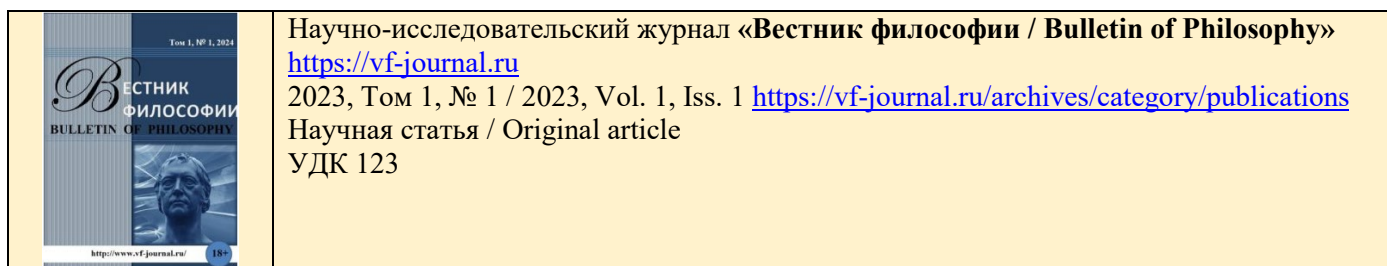 Том 1, № 1, 2024
ВЕСТНИК
ФИЛОСОФИИ
BULLETIN OF PHILOSOPHY
http://www.vf-journal.ru/
18+
Научно-исследовательский журнал «Вестник философии / Bulletin of Philosophy»
https://vf-journal.ru
2023, Том 1, № 1 / 2023, Vol. 1, Iss. 1 https://vf-journal.ru/archives/category/publications
Научная статья / Original article
УДК 123